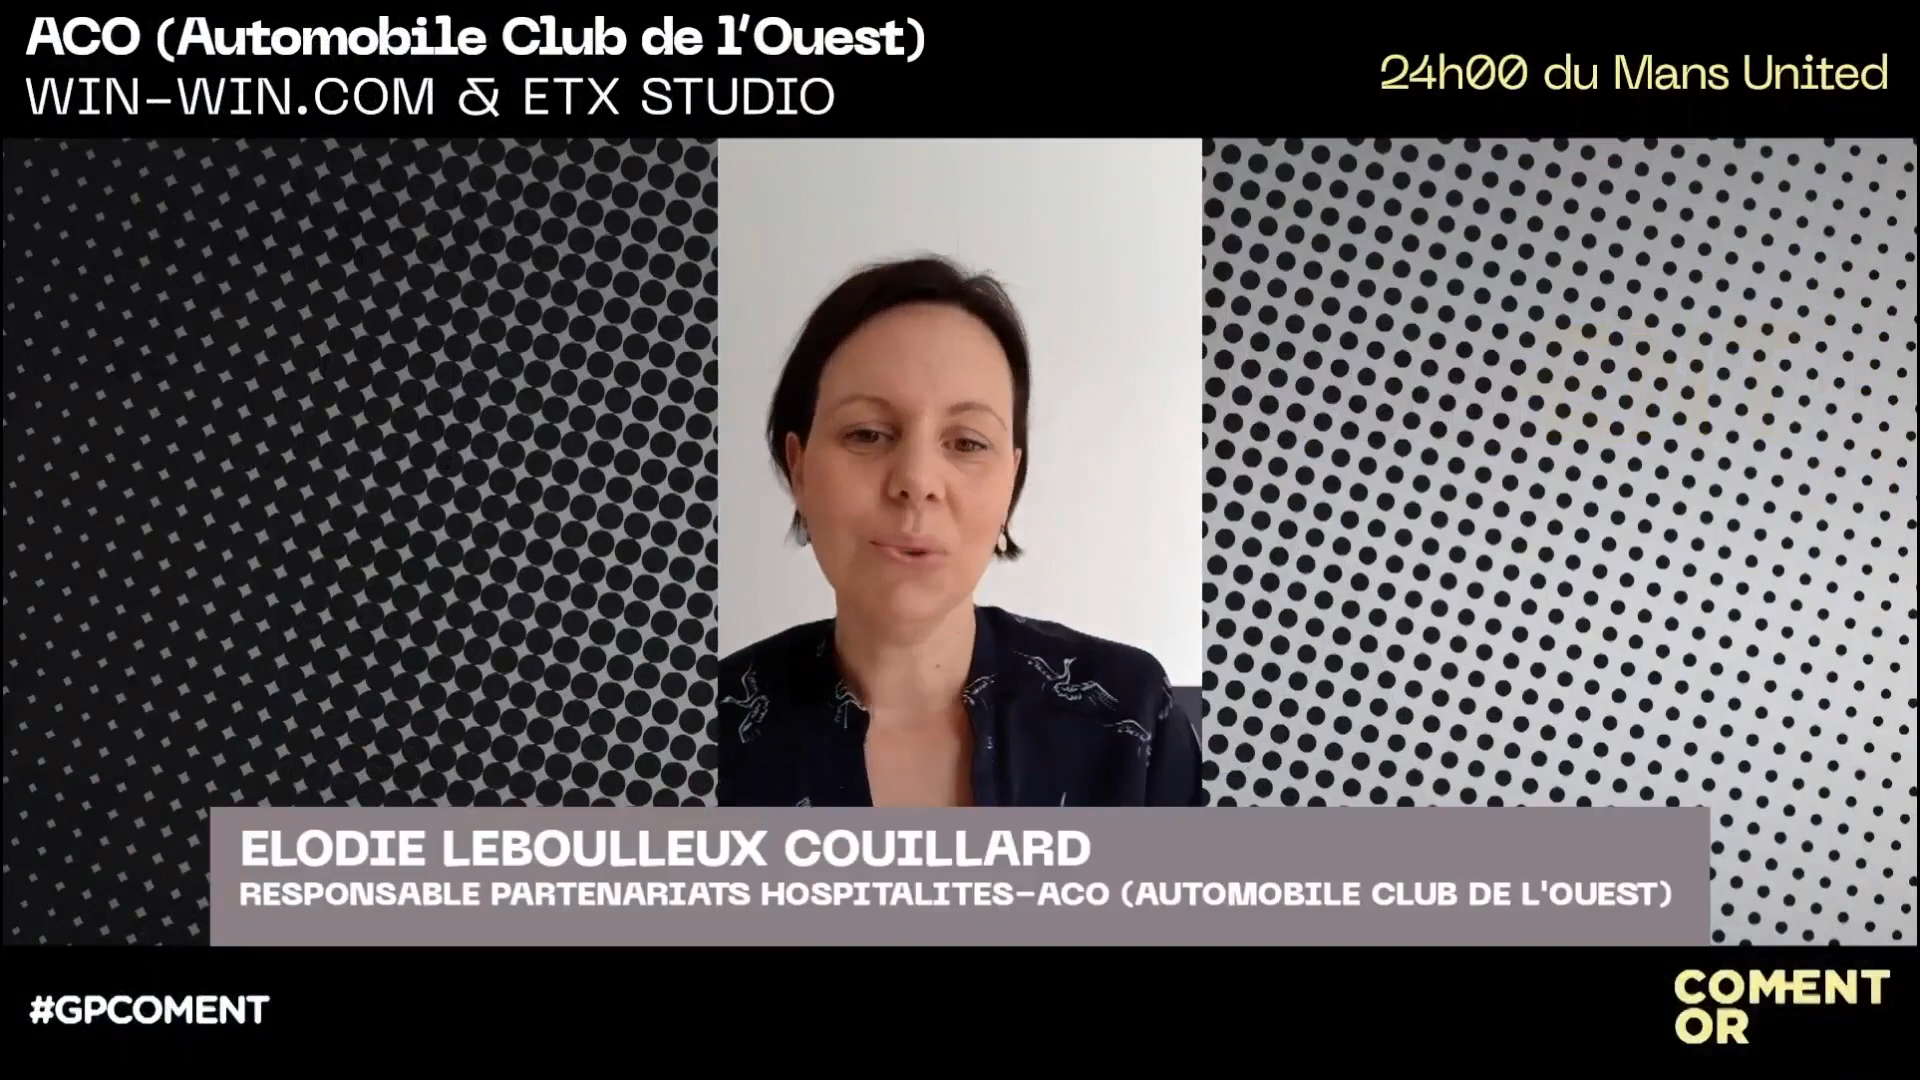 ACO (Automobile Club de l'Ouest)
WIN-WIN.COM & ETX STUDIO
24h00 du Mans United
ELODIE LEBOULLEUX COUILLARD
RESPONSABLE PARTENARIATS HOSPITALITES-ACO (AUTOMOBILE CLUB DE L'OUEST)
#GPCOMENT
COMENT
OR